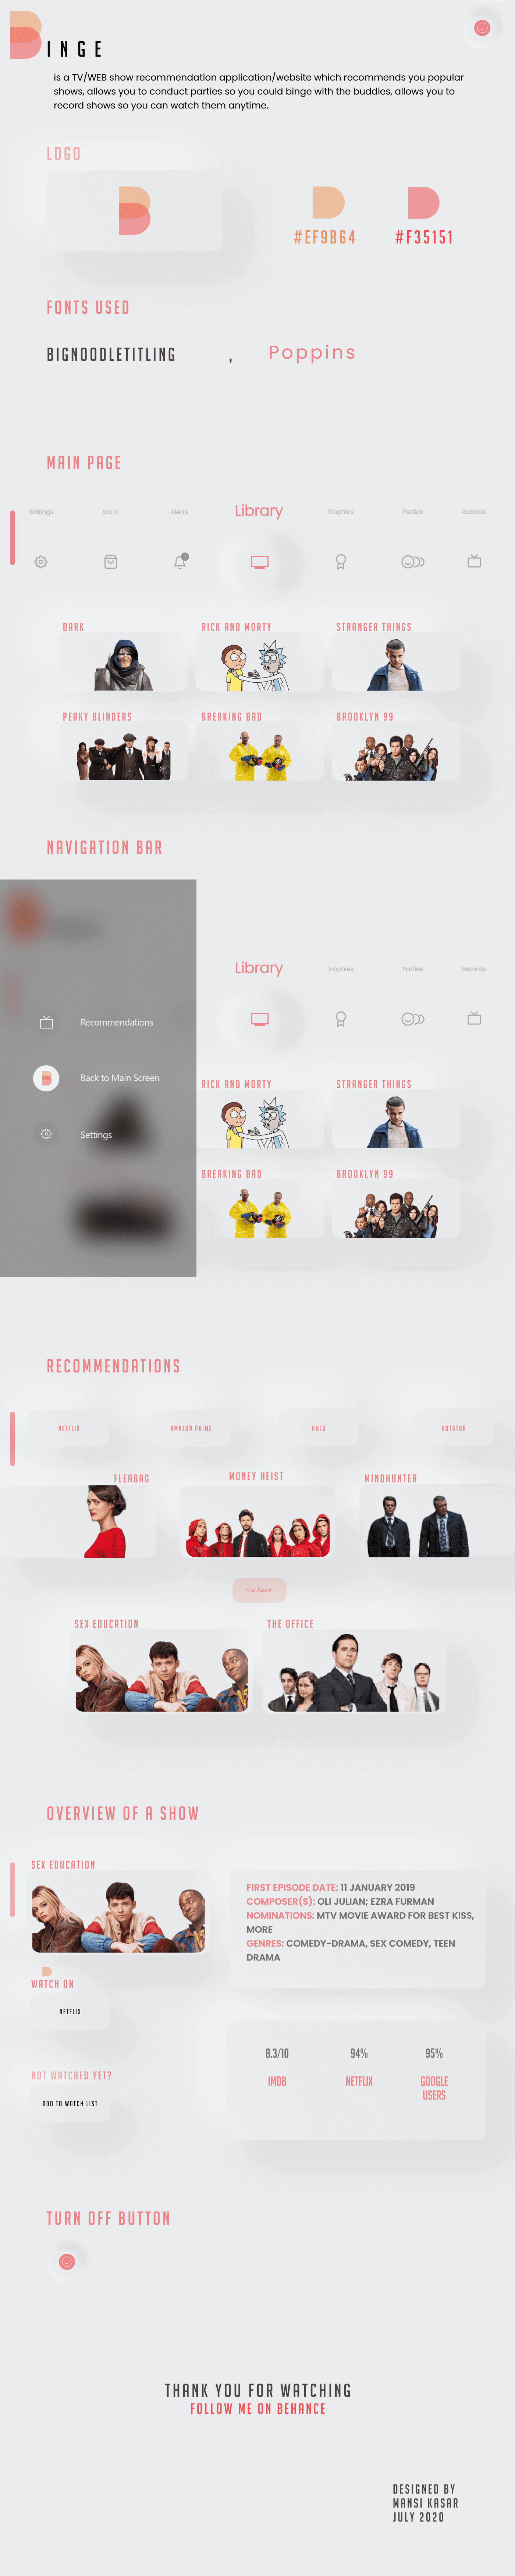 BINGE
is a TV/WEB show recommendation application/website which recommends you popular
shows, allows you to conduct parties so you could binge with the buddies, allows you to
record shows so you can watch them anytime.
LOGO
#EF9B64 #F35151
FONTS USED
BIGNOODLETITLING , Poppins
MAIN PAGE
Settings Store Alerts Library Trophies Parties Records
DARK RICK AND MORTY STRANGER THINGS
PEAKY BLINDERS BREAKING BAD BROOKLYN 99
NAVIGATION BAR
Library Trophies Parties Records
Recommendations
Back to Main Screen
Settings
RICK AND MORTY STRANGER THINGS
BREAKING BAD BROOKLYN 99
RECOMMENDATIONS
NETFLIX AMAZON PRIME HULU HOTSTAR
FLEABAG MONEY HEIST MINDHUNTER
SEX EDUCATION THE OFFICE
OVERVIEW OF A SHOW
SEX EDUCATION
FIRST EPISODE DATE: 11 JANUARY 2019
COMPOSER(S): OLI JULIAN; EZRA FURMAN
NOMINATIONS: MTV MOVIE AWARD FOR BEST KISS,
MORE
GENRES: COMEDY-DRAMA, SEX COMEDY, TEEN
DRAMA
WATCH ON
NETFLIX
NOT WATCHED YET?
ADD TO WATCH LIST
8.3/10 94% 95%
IMDB NETFLIX GOOGLE
USERS
TURN OFF BUTTON
THANK YOU FOR WATCHING
FOLLOW ME ON BEHANCE
DESIGNED BY
MANSI KASAR
JULY 2020